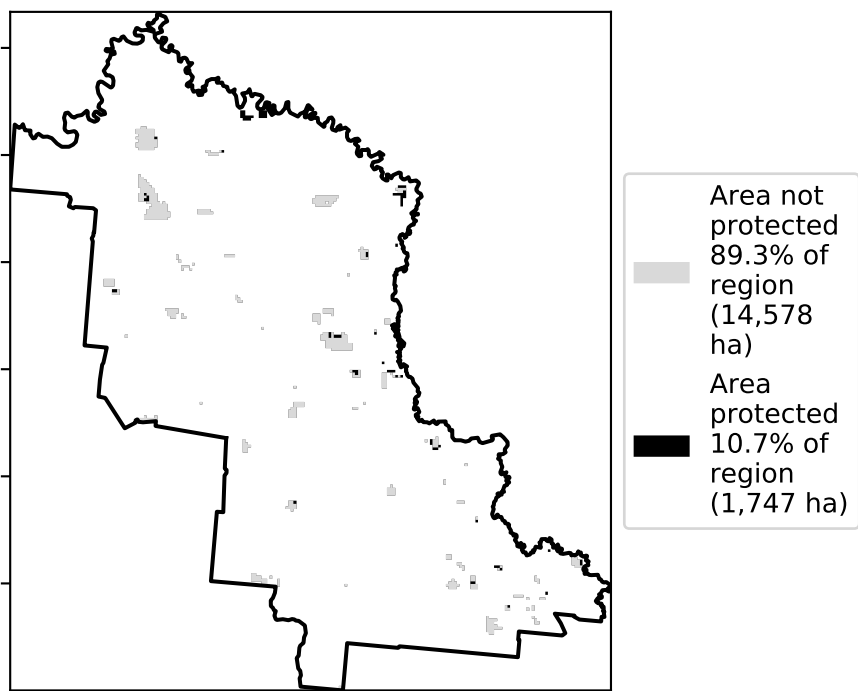 Area not
protected
89.3% of
region
(14,578
ha)
Area
protected
10.7% of
region
(1,747 ha)